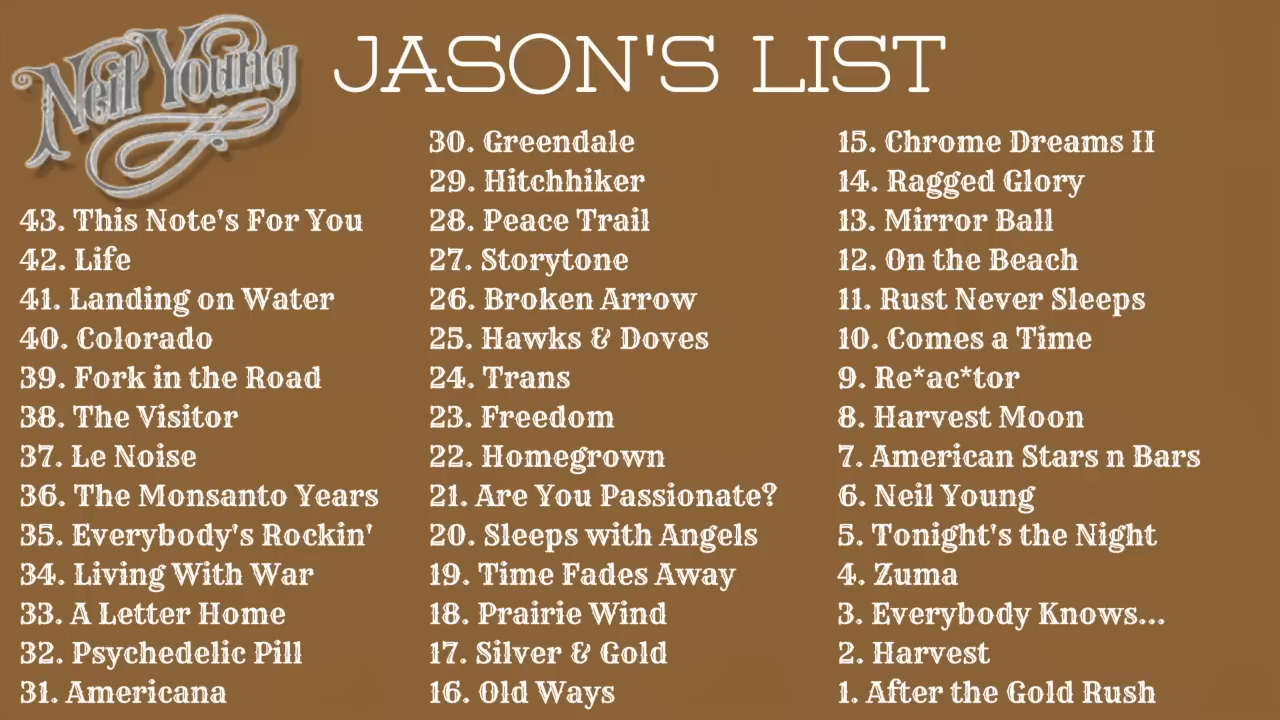 Neil Young
JASON'S LIST
43. This Note's For You
42. Life
41. Landing on Water
40. Colorado
39. Fork in the Road
38. The Visitor
37. Le Noise
36. The Monsanto Years
35. Everybody's Rockin'
34. Living With War
33. A Letter Home
32. Psychedelic Pill
31. Americana
30. Greendale
29. Hitchhiker
28. Peace Trail
27. Storytone
26. Broken Arrow
25. Hawks & Doves
24. Trans
23. Freedom
22. Homegrown
21. Are You Passionate?
20. Sleeps with Angels
19. Time Fades Away
18. Prairie Wind
17. Silver & Gold
16. Old Ways
15. Chrome Dreams II
14. Ragged Glory
13. Mirror Ball
12. On the Beach
11. Rust Never Sleeps
10. Comes a Time
9. Re*ac*tor
8. Harvest Moon
7. American Stars n Bars
6. Neil Young
5. Tonight's the Night
4. Zuma
3. Everybody Knows...
2. Harvest
1. After the Gold Rush